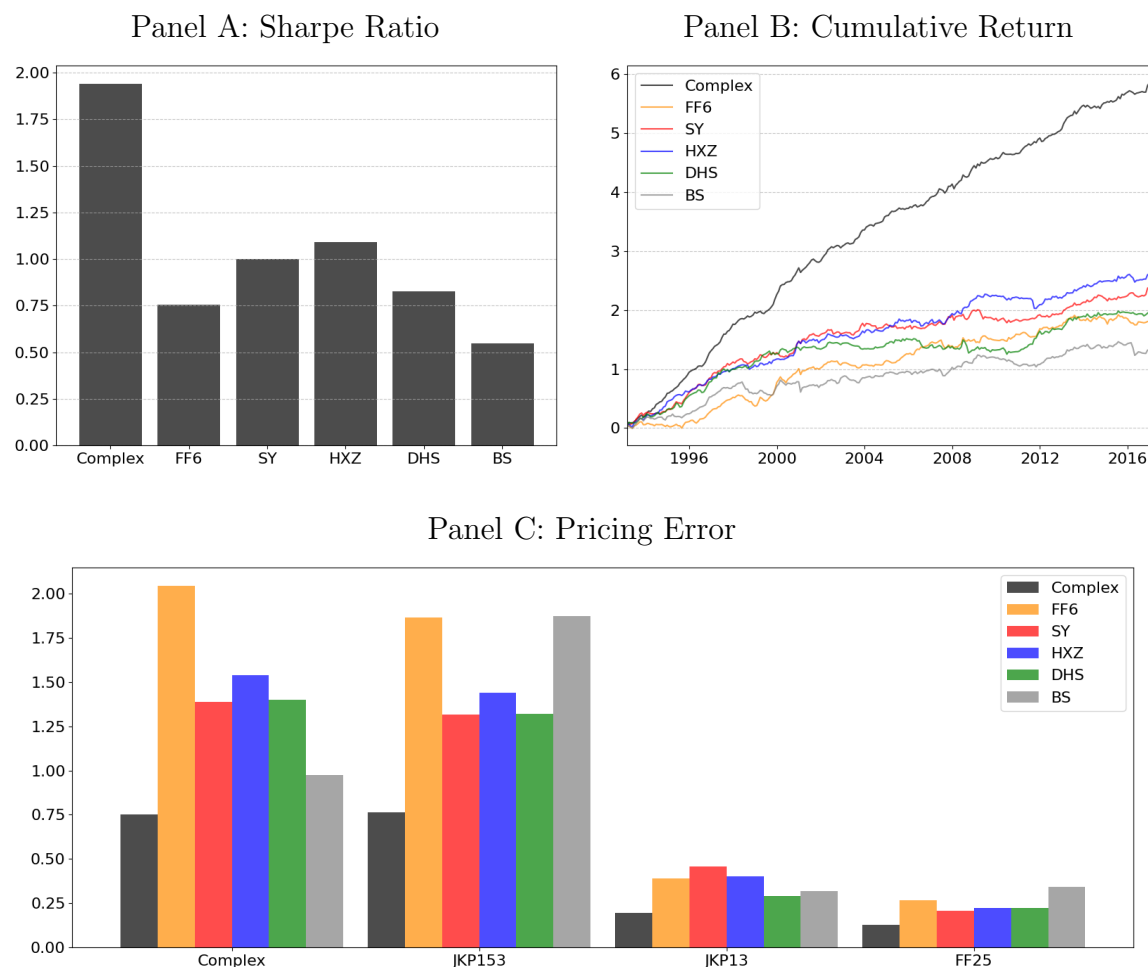 Panel A: Sharpe Ratio
2.00
1.75
1.50
1.25
1.00
0.75
0.50
0.25
0.00
Complex FF6 SY HXZ DHS BS
Panel B: Cumulative Return
6
5
4
3
2
1
0
Complex
FF6
SY
HXZ
DHS
BS
1996 2000 2004 2008 2012 2016
Panel C: Pricing Error
2.00
1.75
1.50
1.25
1.00
0.75
0.50
0.25
0.00
Complex
FF6
SY
HXZ
DHS
BS
Complex JKP153 JKP13 FF25